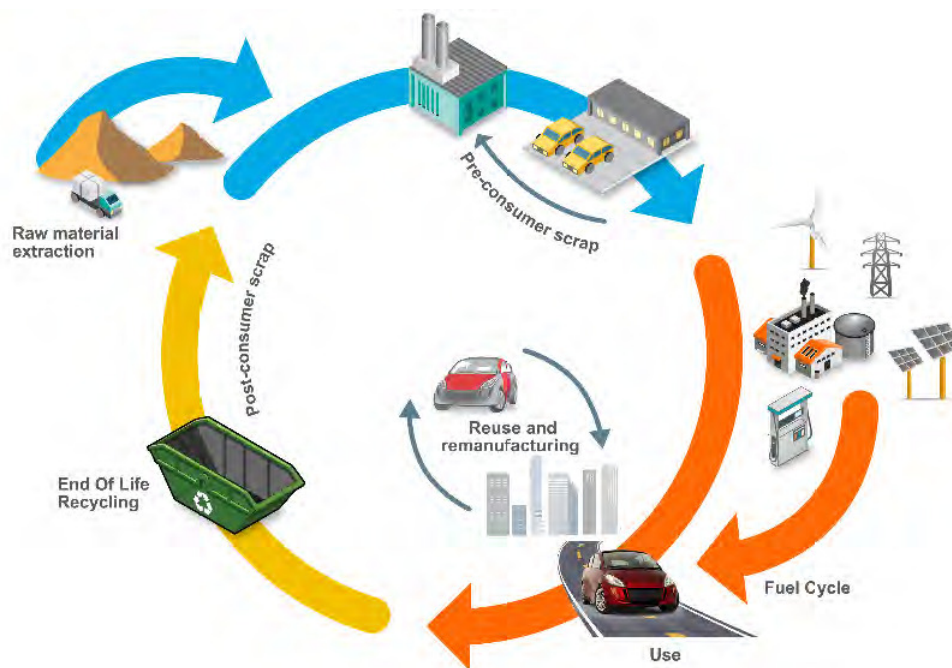 Raw material
extraction
Pre-consumer scrap
Post-consumer scrap
Reuse and
remanufacturing
End Of Life
Recycling
Fuel Cycle
Use